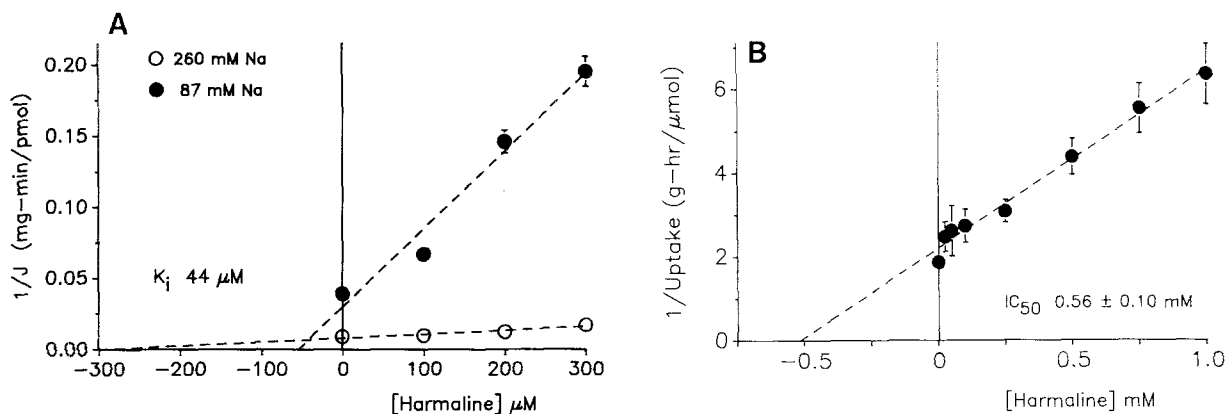 A
260 mM Na
87 mM Na
0.20
0.15
0.10
0.05
0.00
1/J (mg-min/pmol)
Ki 44 μM
−300 −200 −100 0 100 200 300
[Harmaline] μM
B
6
4
2
0
1/Uptake (g-hr/μmol)
IC50 0.56 ± 0.10 mM
−0.5 0 0.5 1.0
[Harmaline] mM